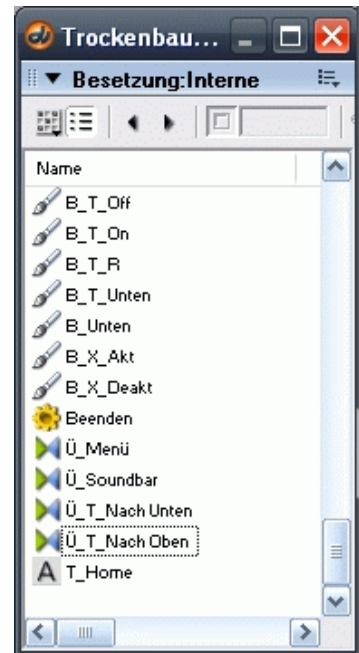 Trockenbau...
Besetzung:Interne
Name
B_T_Off
B_T_On
B_T_R
B_T_Unten
B_Unten
B_X_Akt
B_X_Deakt
Beenden
Ü_Menü
Ü_Soundbar
Ü_T_Nach Unten
Ü_T_Nach Oben
A T_Home